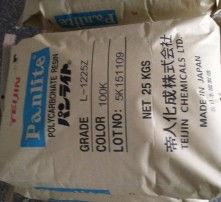 TEIJIN
Panlite
POLYCARBONATE RESIN
パンライト
GRADE L-1225Z
COLOR 100K
LOT NO: 5K151109
NET 25 KGS
帝人化成株式会社
TEIJIN CHEMICALS LTD.
MADE IN JAPAN
Panlite